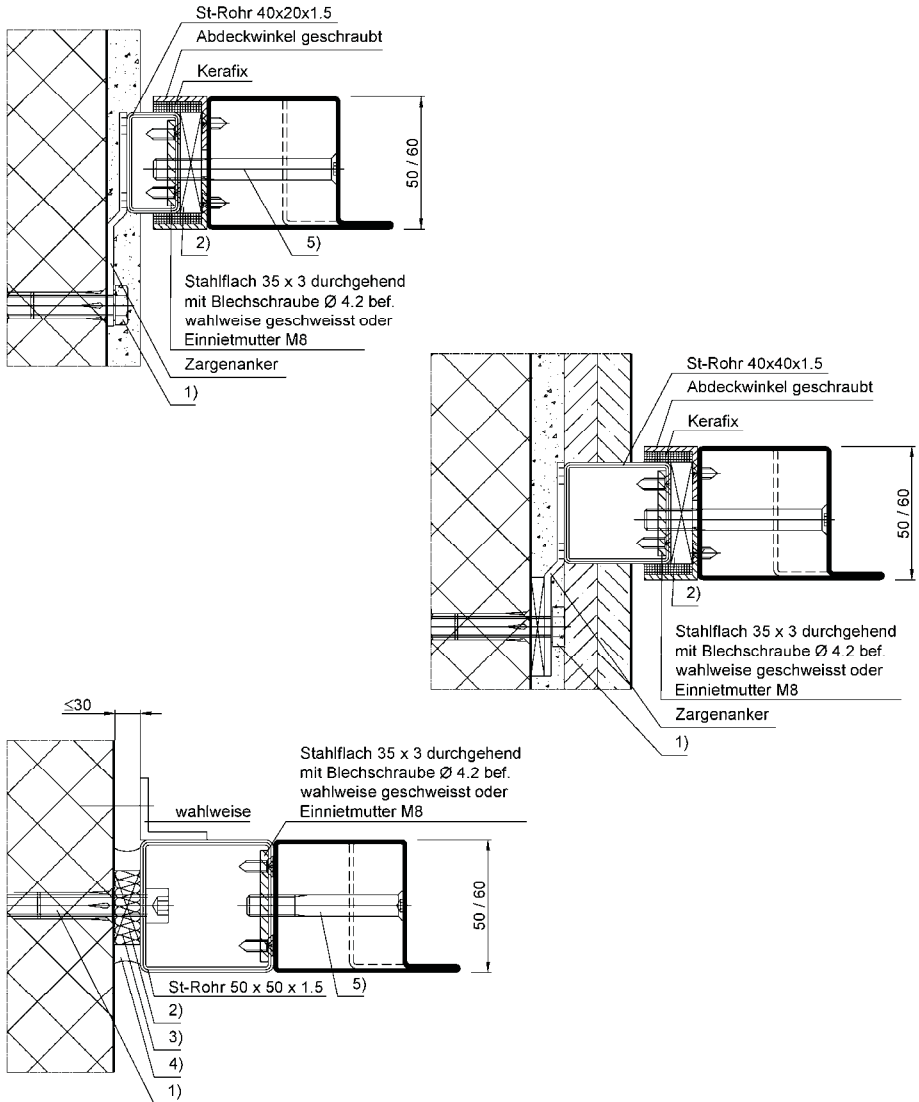 St-Rohr 40x20x1.5
Abdeckwinkel geschraubt
Kerafix
50 / 60
2)
5)
Stahlflach 35 x 3 durchgehend
mit Blechschraube Ø 4.2 bef.
wahlweise geschweisst oder
Einnietmutter M8
Zargenanker
1)
St-Rohr 40x40x1.5
Abdeckwinkel geschraubt
Kerafix
50 / 60
2)
Stahlflach 35 x 3 durchgehend
mit Blechschraube Ø 4.2 bef.
wahlweise geschweisst oder
Einnietmutter M8
Zargenanker
1)
≤30
Stahlflach 35 x 3 durchgehend
mit Blechschraube Ø 4.2 bef.
wahlweise geschweisst oder
Einnietmutter M8
wahlweise
50 / 60
St-Rohr 50 x 50 x 1.5
5)
2)
3)
4)
1)